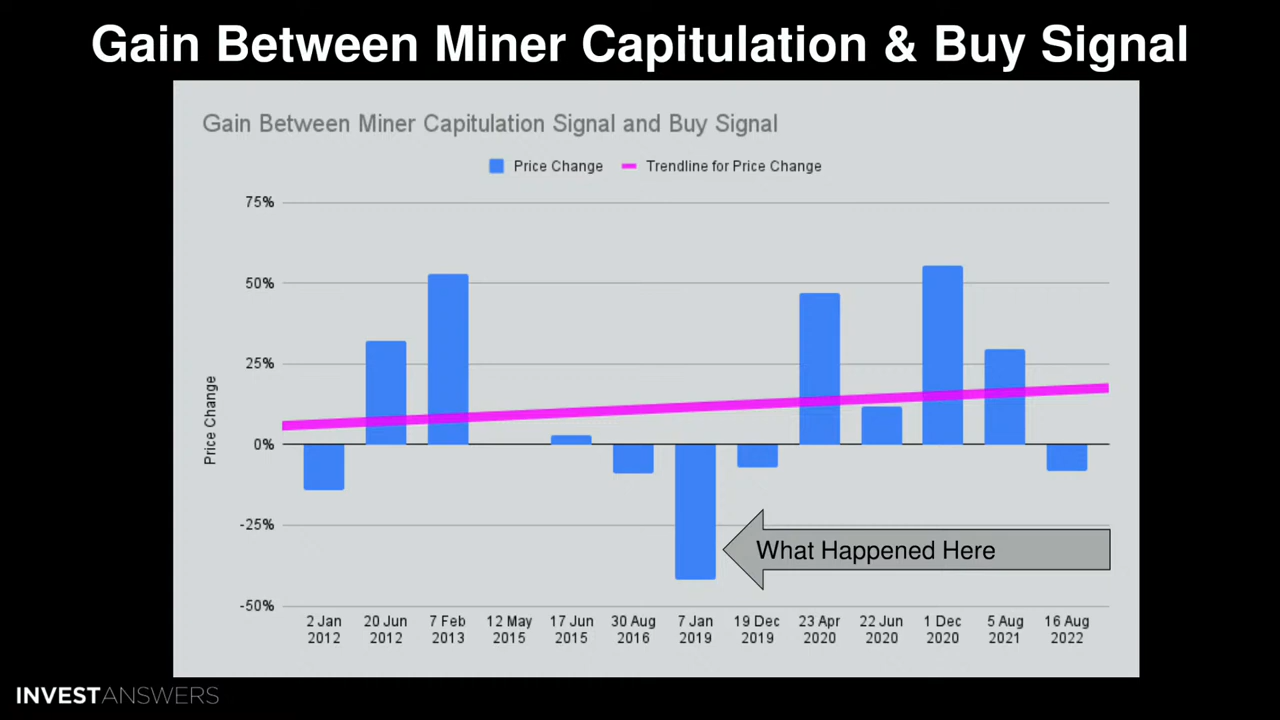 Gain Between Miner Capitulation & Buy Signal
Gain Between Miner Capitulation Signal and Buy Signal
Price Change Trendline for Price Change
75%
50%
25%
0%
-25%
-50%
Price Change
What Happened Here
2 Jan 2012
20 Jun 2012
7 Feb 2013
12 May 2015
17 Jun 2015
30 Aug 2016
7 Jan 2019
19 Dec 2019
23 Apr 2020
22 Jun 2020
1 Dec 2020
5 Aug 2021
16 Aug 2022
INVESTANSWERS